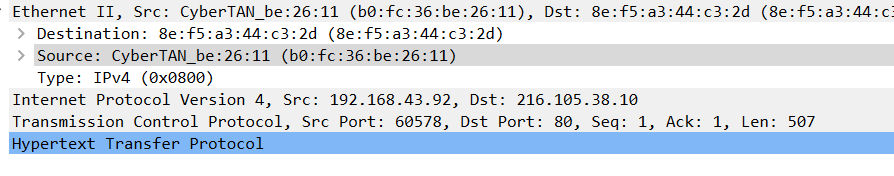 Ethernet II, Src: CyberTAN_be:26:11 (b0:fc:36:be:26:11), Dst: 8e:f5:a3:44:c3:2d (8e:f5:a3:44:c3
Destination: 8e:f5:a3:44:c3:2d (8e:f5:a3:44:c3:2d)
Source: CyberTAN_be:26:11 (b0:fc:36:be:26:11)
Type: IPv4 (0x0800)
Internet Protocol Version 4, Src: 192.168.43.92, Dst: 216.105.38.10
Transmission Control Protocol, Src Port: 60578, Dst Port: 80, Seq: 1, Ack: 1, Len: 507
Hypertext Transfer Protocol